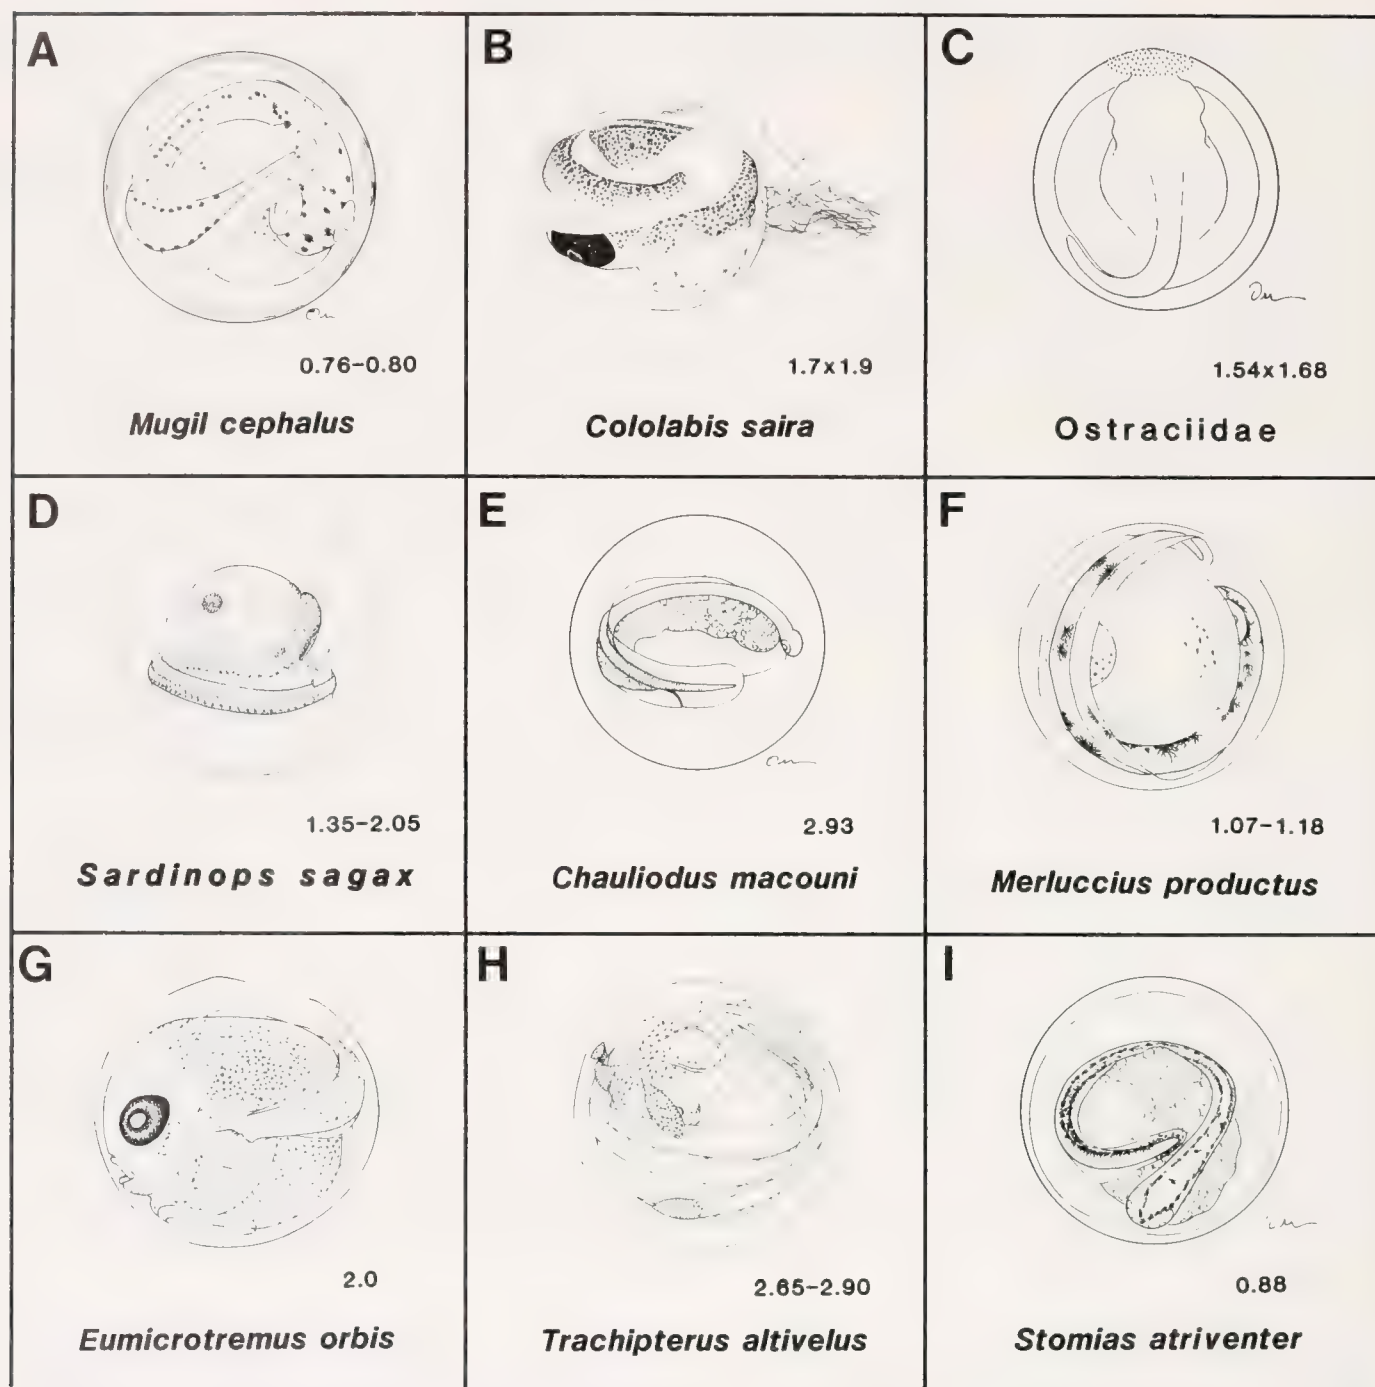 A
0.76-0.80
Mugil cephalus
B
1.7x1.9
Cololabis saira
C
1.54x1.68
Ostraciidae
D
1.35-2.05
Sardinops sagax
E
2.93
Chauliodus macouni
F
1.07-1.18
Merluccius productus
G
2.0
Eumicrotremus orbis
H
2.65-2.90
Trachipterus altivelus
I
0.88
Stomias atriventer